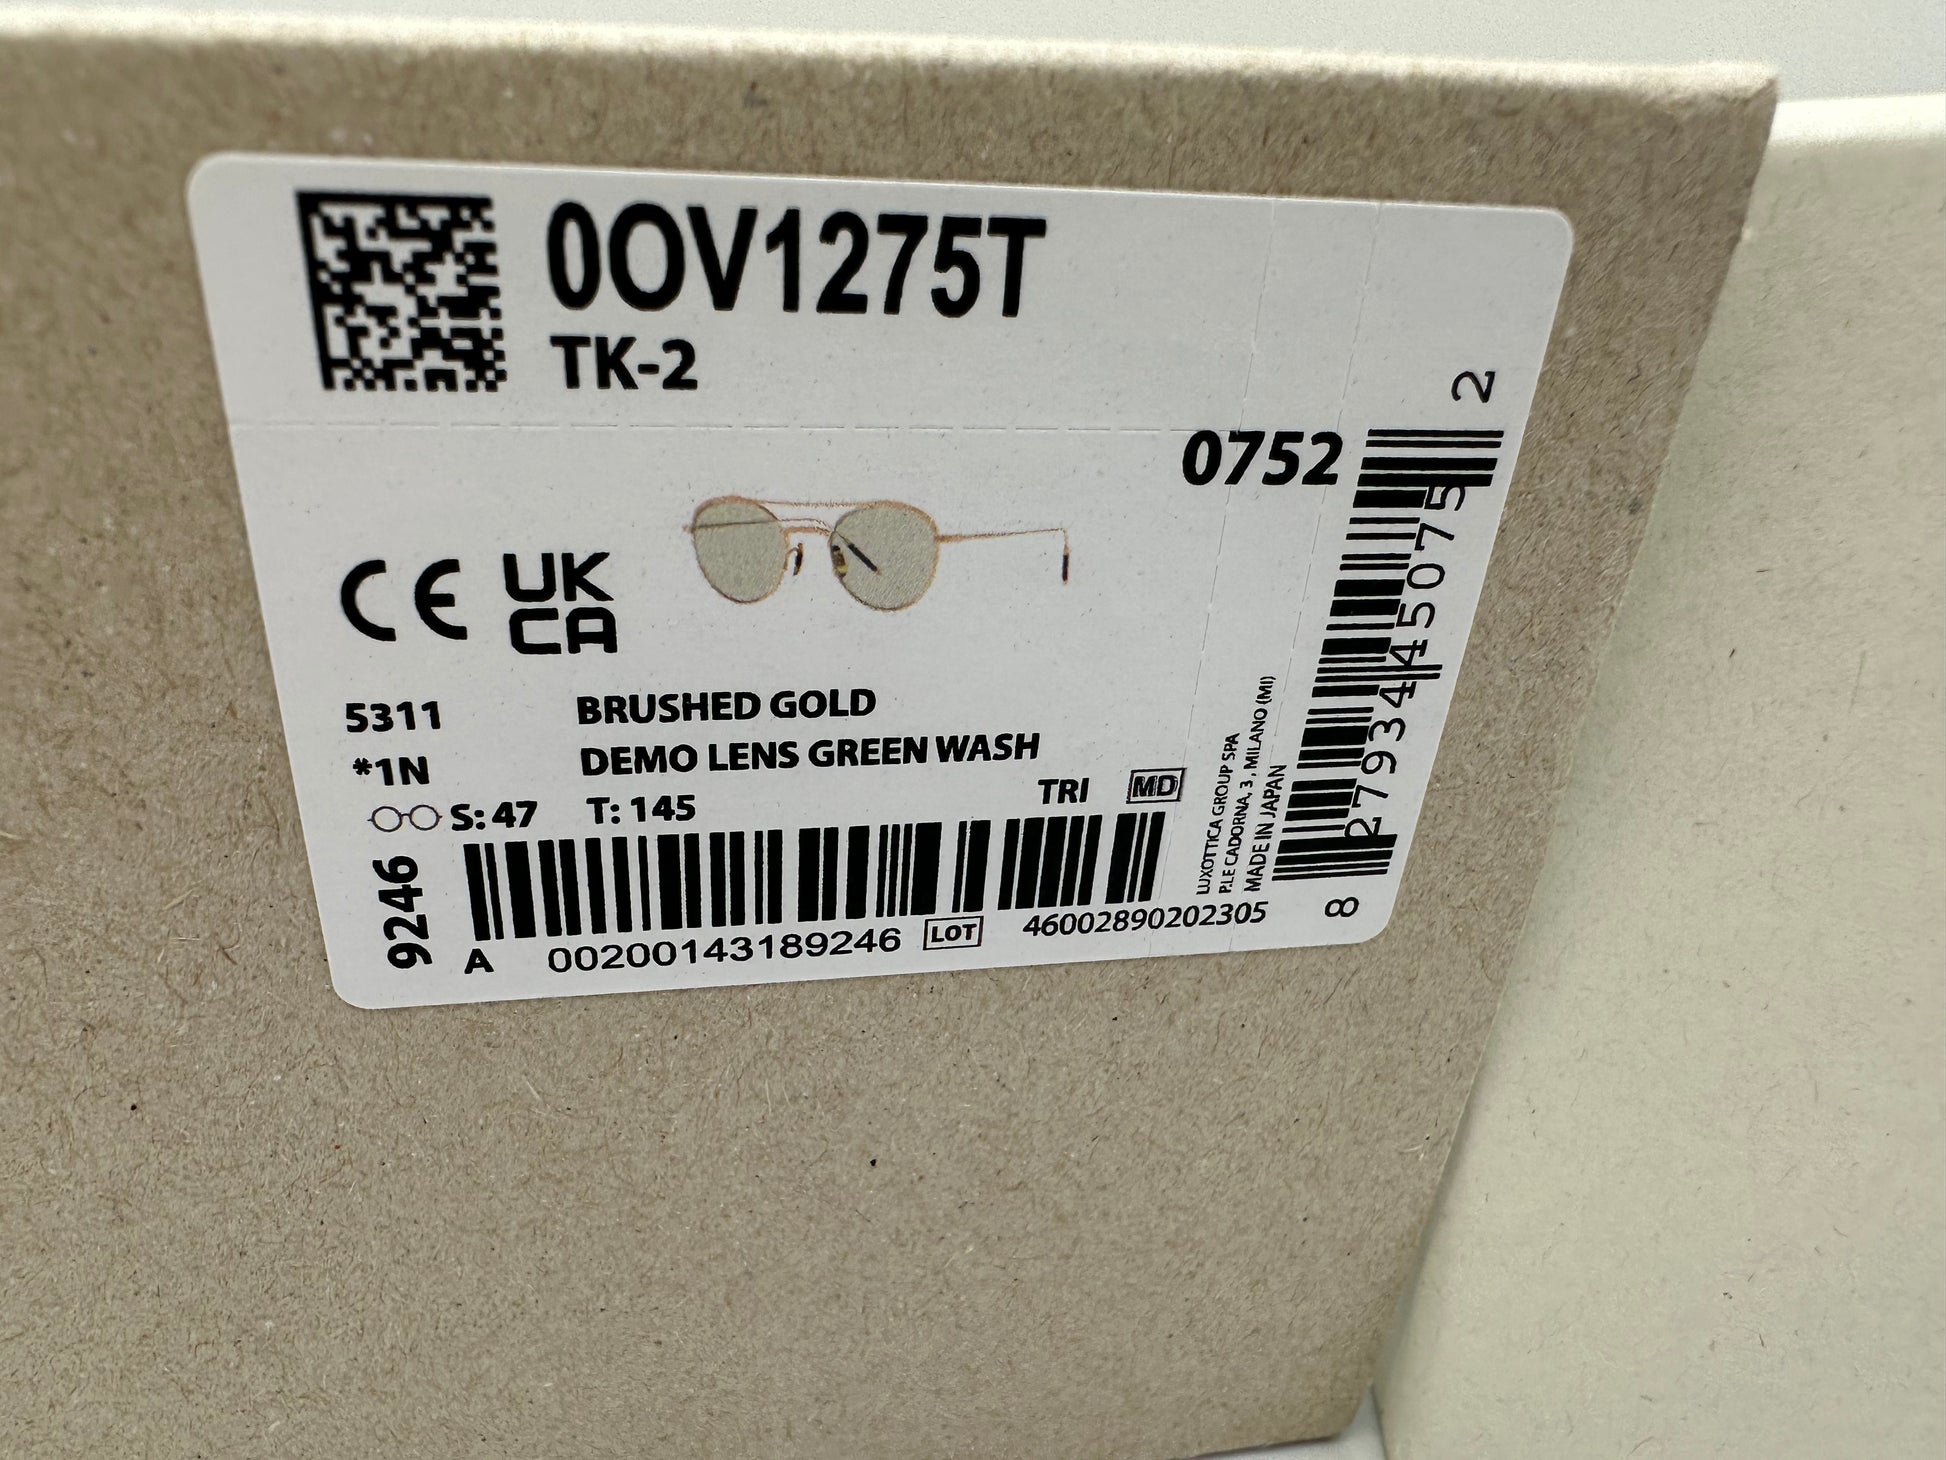 0OV1275T
TK-2
0752
CE
UK
CA
5311 BRUSHED GOLD
*1N DEMO LENS GREEN WASH
S: 47 T: 145 TRI MD
9246
A 00200143189246 LOT 46002890202305
LUXOTTICA GROUP SPA
P.LE CADORNA, 3 , MILANO (MI)
MADE IN JAPAN
8 27934 45075 2